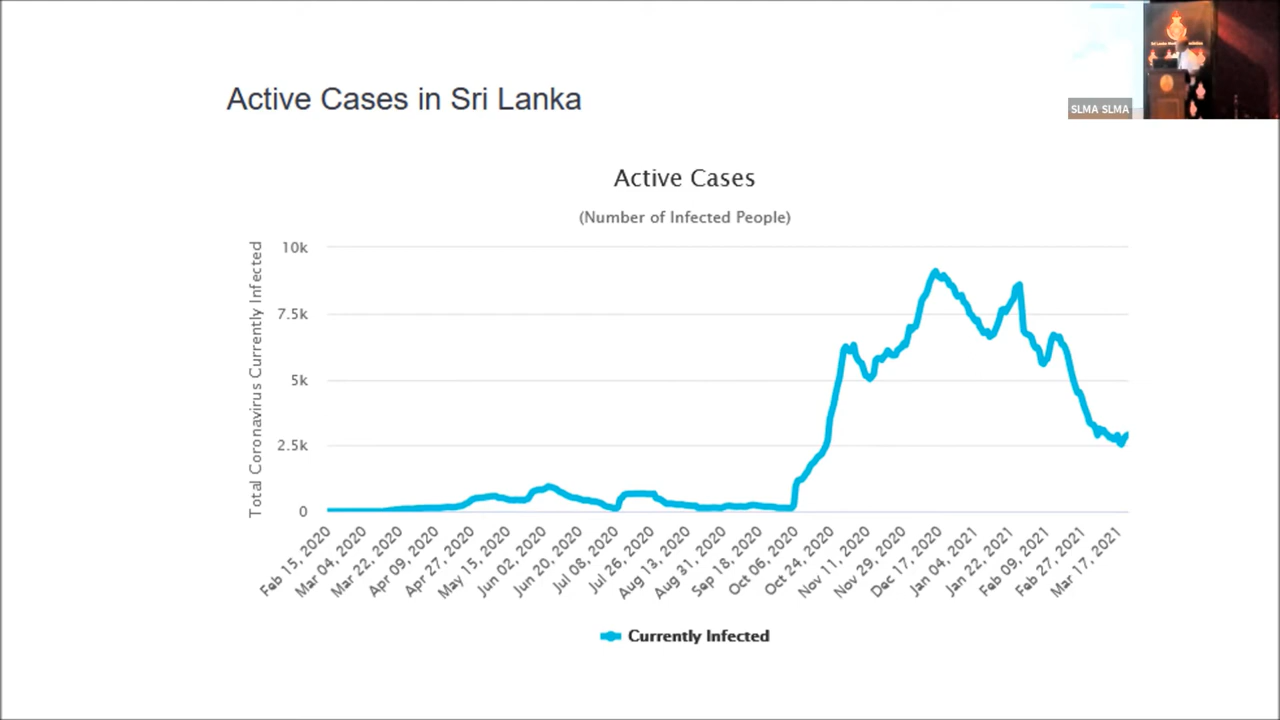 Active Cases in Sri Lanka
SLMA SLMA
Active Cases
(Number of Infected People)
Total Coronavirus Currently Infected
10k
7.5k
5k
2.5k
0
Feb 15, 2020
Mar 04, 2020
Mar 22, 2020
Apr 09, 2020
Apr 27, 2020
May 15, 2020
Jun 02, 2020
Jun 20, 2020
Jul 08, 2020
Jul 26, 2020
Aug 13, 2020
Aug 31, 2020
Sep 18, 2020
Oct 06, 2020
Oct 24, 2020
Nov 11, 2020
Nov 29, 2020
Dec 17, 2020
Jan 04, 2021
Jan 22, 2021
Feb 09, 2021
Feb 27, 2021
Mar 17, 2021
Currently Infected